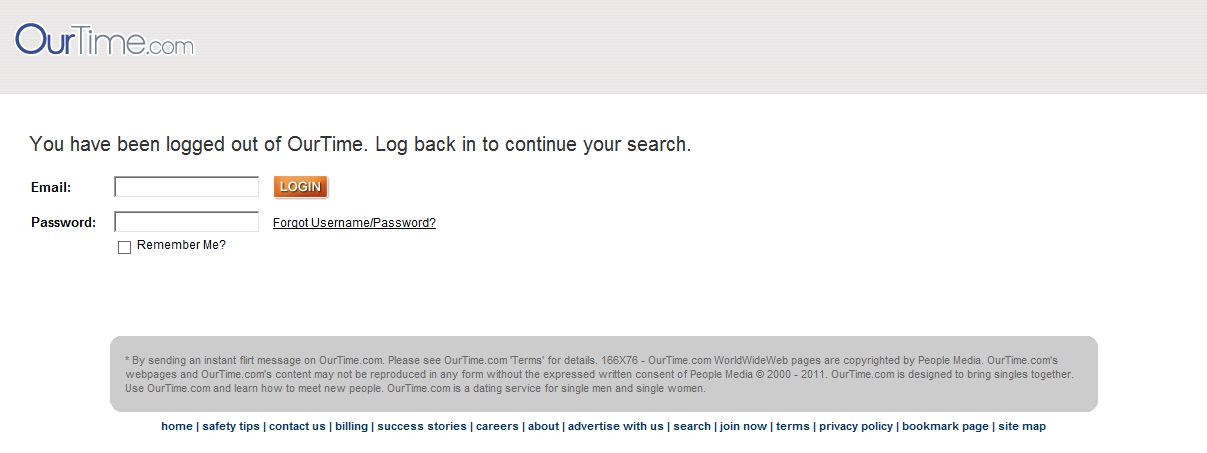 OurTime.com
You have been logged out of OurTime. Log back in to continue your search.
Email:
LOGIN
Password:
Forgot Username/Password?
Remember Me?
* By sending an instant flirt message on OurTime.com. Please see OurTime.com 'Terms' for details. 166X76 - OurTime.com WorldWideWeb pages are copyrighted by People Media. OurTime.com's
webpages and OurTime.com's content may not be reproduced in any form without the expressed written consent of People Media © 2000 - 2011. OurTime.com is designed to bring singles together.
Use OurTime.com and learn how to meet new people. OurTime.com is a dating service for single men and single women.
home | safety tips | contact us | billing | success stories | careers | about | advertise with us | search | join now | terms | privacy policy | bookmark page | site map